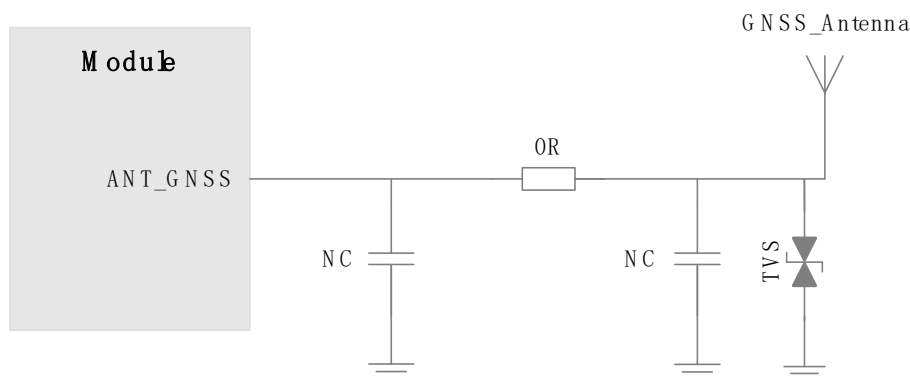 GNSS_Antenna
Module
0R
ANT_GNSS
NC
NC
TVS